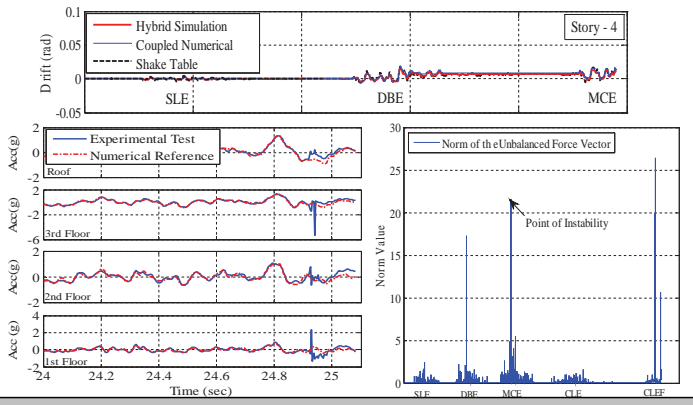 0.1
0.05
0
-0.05
Drift (rad)
Hybrid Simulation
Coupled Numerical
Shake Table
Story - 4
SLE
DBE
MCE
2
0
-2
Acc(g)
Experimental Test
Numerical Reference
Roof
2
-2
-6
Acc(g)
3rd Floor
2
0
-2
Acc(g)
2nd Floor
4
2
0
-2
Acc (g)
1st Floor
24
24.2
24.4
24.6
24.8
25
Time (sec)
30
25
20
15
10
5
0
Norm Value
Norm of the Unbalanced Force Vector
Point of Instability
SLE
DBE
MCE
CLE
CLEF